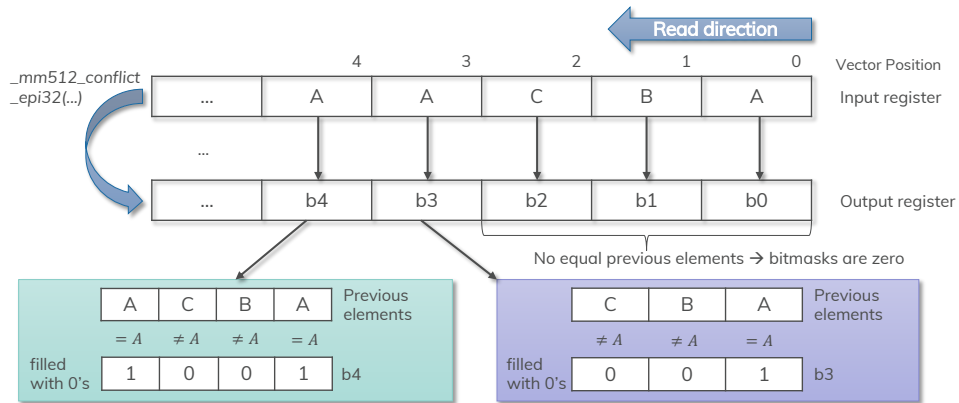 Read direction
4 3 2 1 0 Vector Position
_mm512_conflict
_epi32(...)
... A A C B A Input register
...
... b4 b3 b2 b1 b0 Output register
No equal previous elements → bitmasks are zero
A C B A Previous
elements
= A ≠ A ≠ A = A
filled
with 0's 1 0 0 1 b4
C B A Previous
elements
≠ A ≠ A = A
filled
with 0's 0 0 1 b3